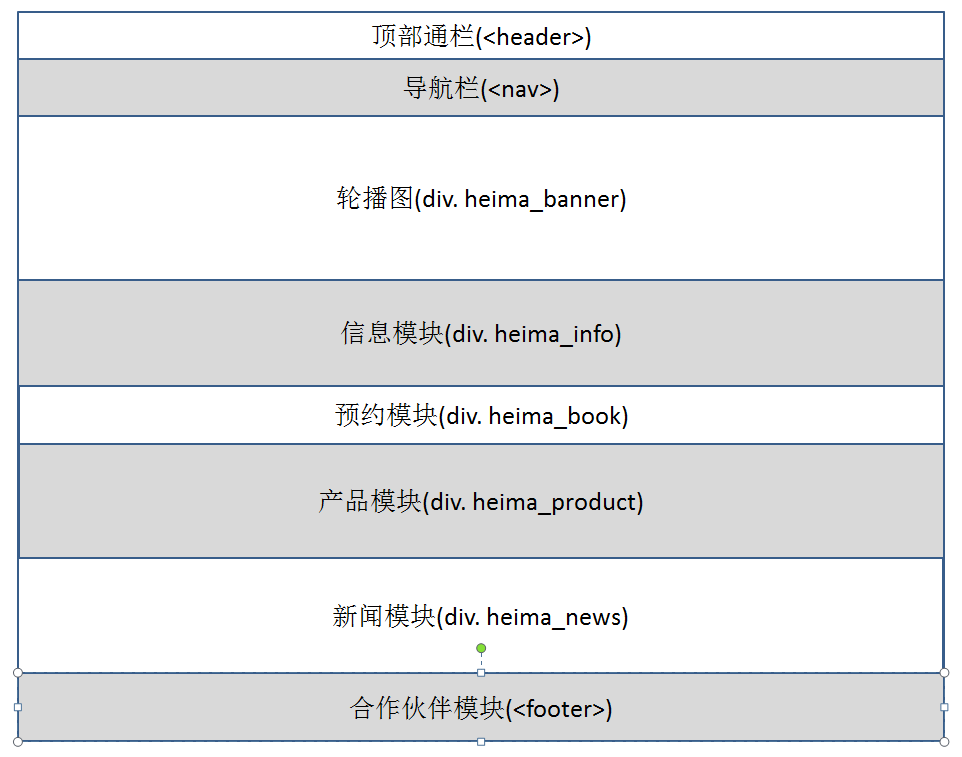 顶部通栏(<header>)
导航栏(<nav>)
轮播图(div. heima_banner)
信息模块(div. heima_info)
预约模块(div. heima_book)
产品模块(div. heima_product)
新闻模块(div. heima_news)
合作伙伴模块(<footer>)